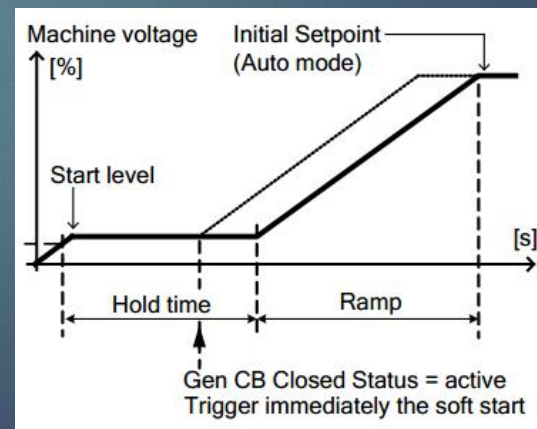 Machine voltage
[%]
Initial Setpoint
(Auto mode)
Start level
[s]
Hold time
Ramp
Gen CB Closed Status = active
Trigger immediately the soft start